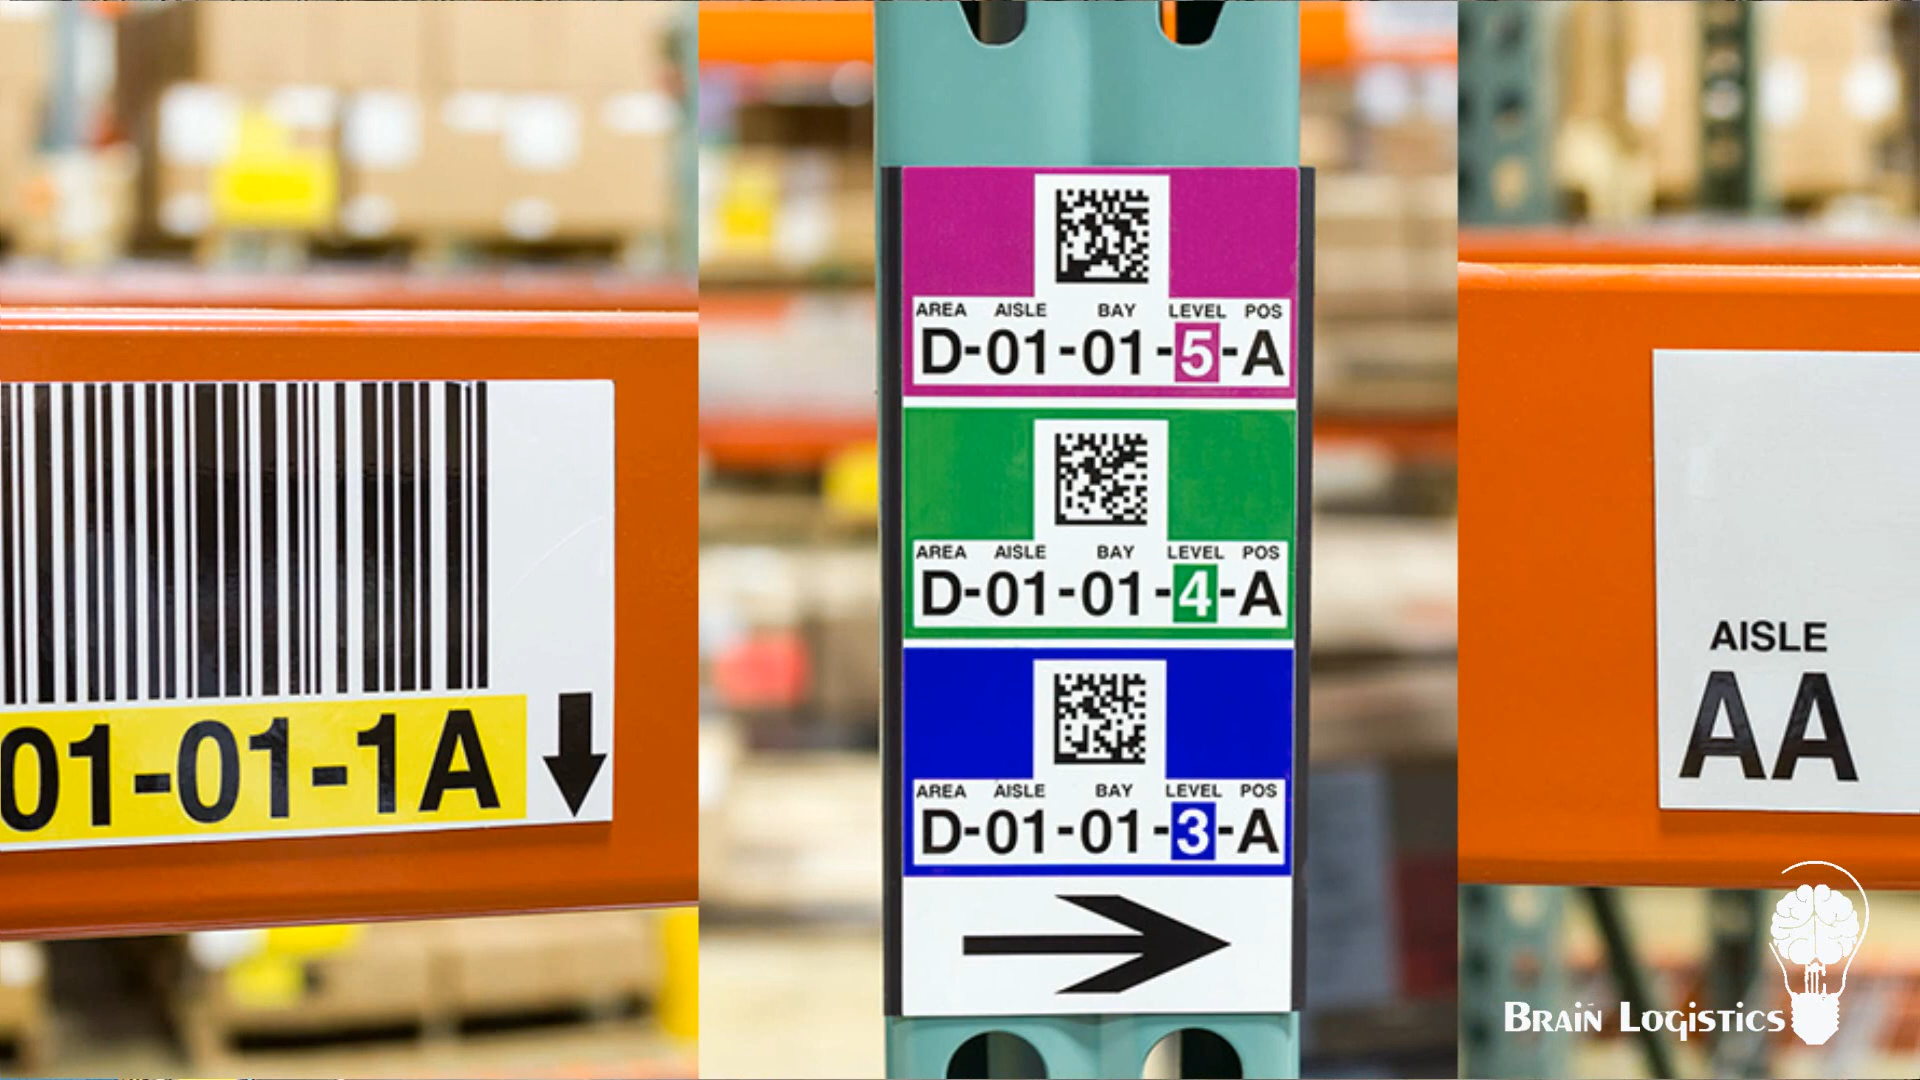 01-01-1A
AREA AISLE BAY LEVEL POS
D-01-01-5-A
AREA AISLE BAY LEVEL POS
D-01-01-4-A
AREA AISLE BAY LEVEL POS
D-01-01-3-A
AISLE
AA
BRAIN LOGISTICS